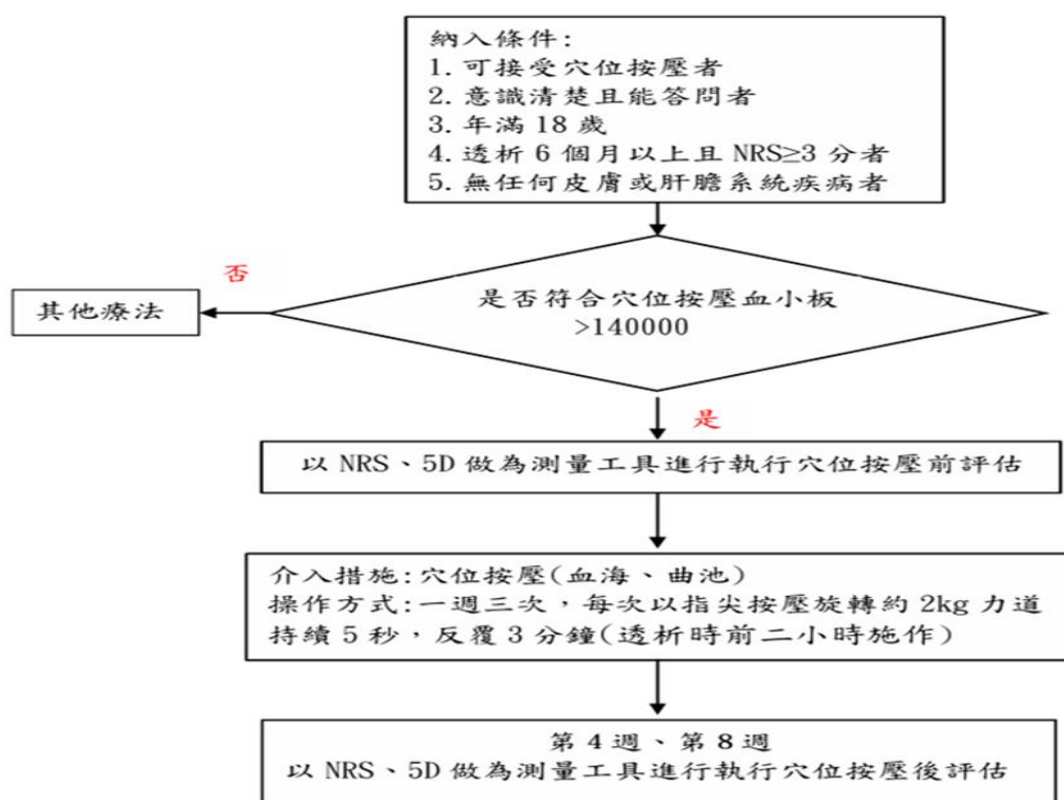 納入條件:
1. 可接受穴位按壓者
2. 意識清楚且能答問者
3. 年滿 18 歲
4. 透析 6 個月以上且 NRS≥3 分者
5. 無任何皮膚或肝膽系統疾病者
否
其他療法
是否符合穴位按壓血小板
>140000
是
以 NRS、5D 做為測量工具進行執行穴位按壓前評估
介入措施:穴位按壓(血海、曲池)
操作方式:一週三次，每次以指尖按壓旋轉約 2kg 力道
持續 5 秒，反覆 3 分鐘(透析時前二小時施作)
第 4 週、第 8 週
以 NRS、5D 做為測量工具進行執行穴位按壓後評估